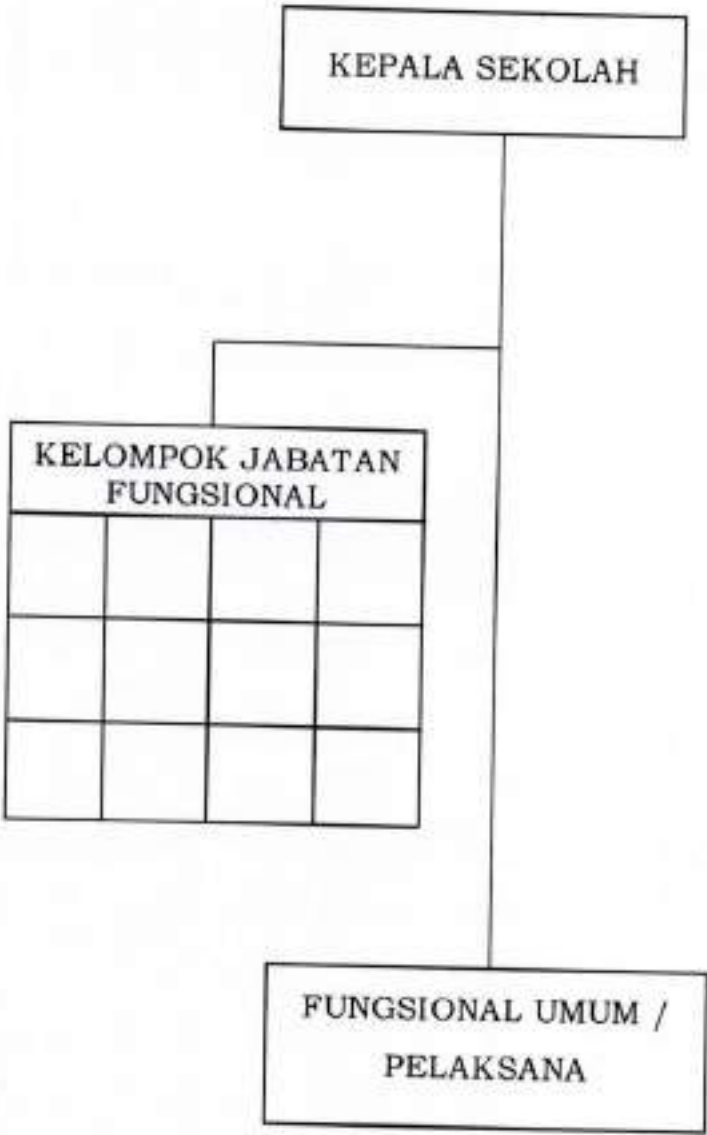 KEPALA SEKOLAH
KELOMPOK JABATAN
FUNGSIONAL
FUNGSIONAL UMUM /
PELAKSANA